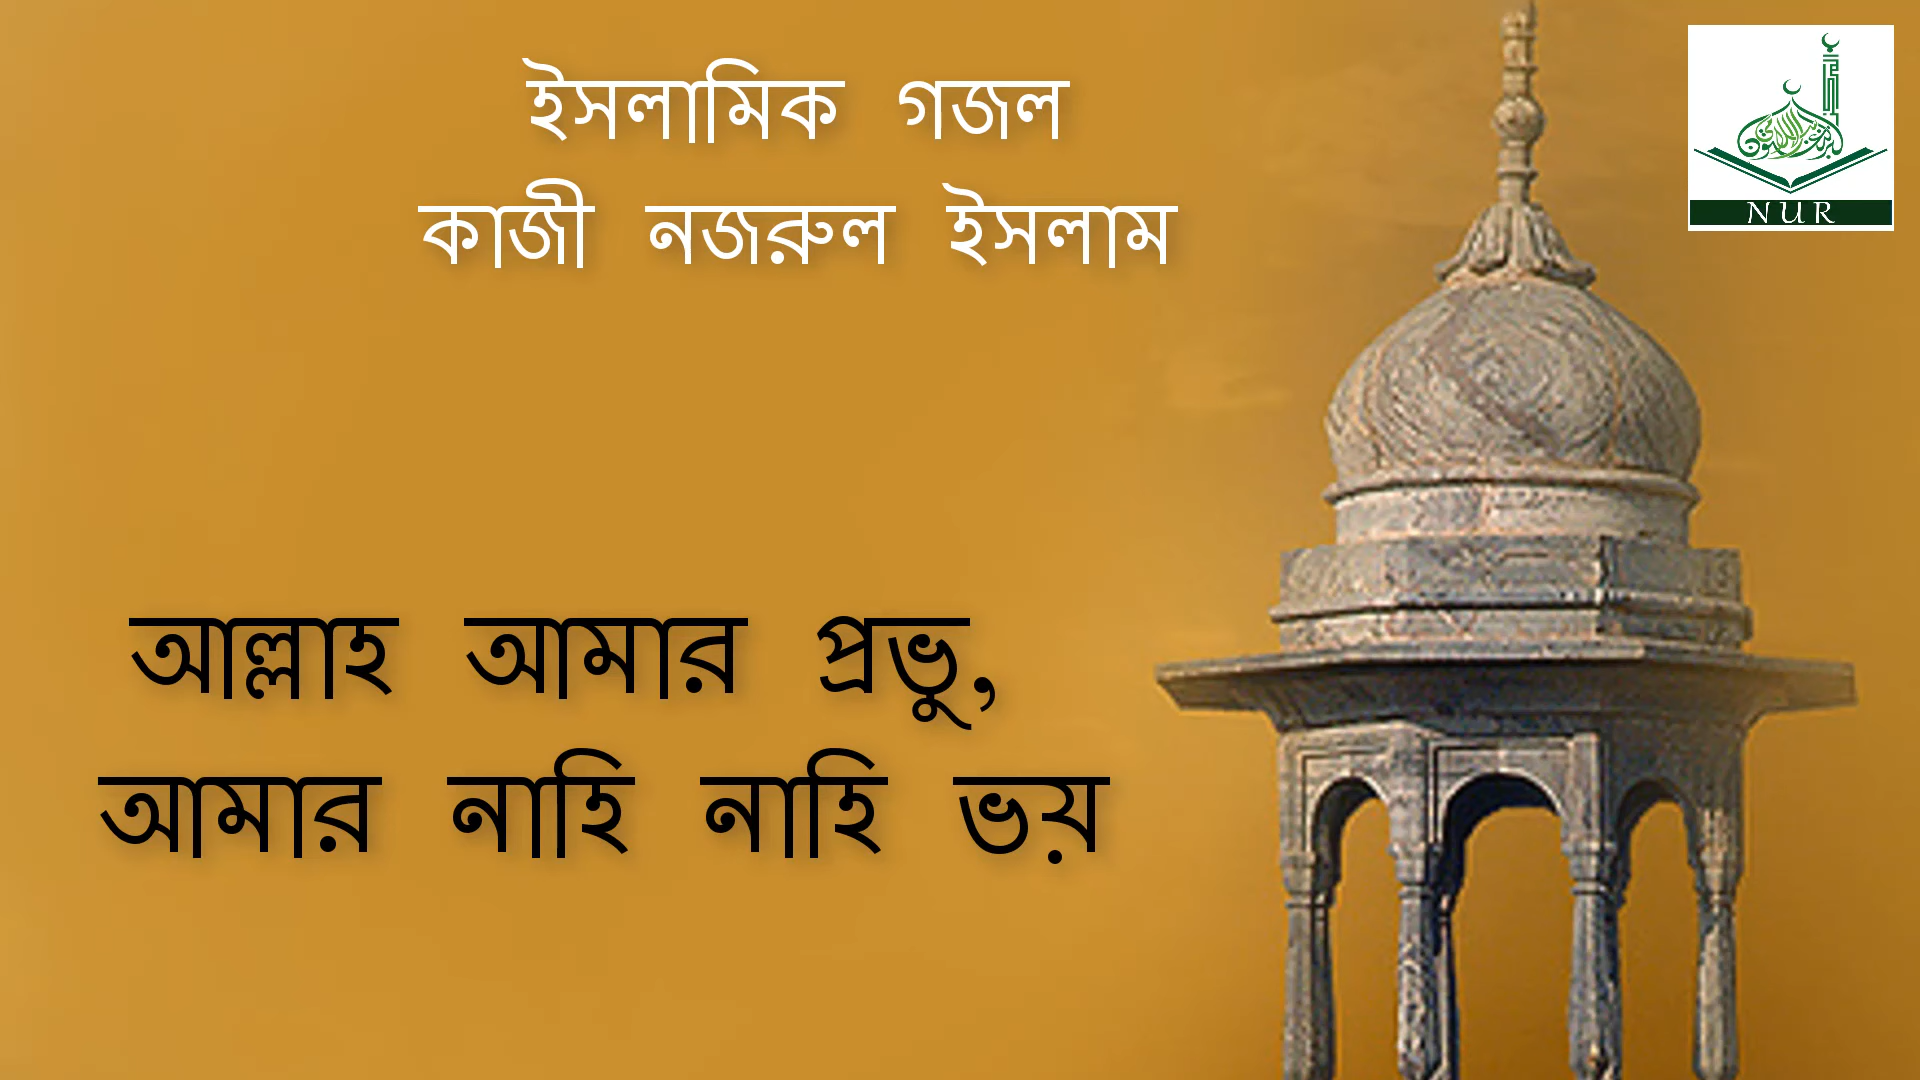 ইসলামিক গজল
কাজী নজরুল ইসলাম
NUR
আল্লাহ আমার প্রভু,
আমার নাহি নাহি ভয়